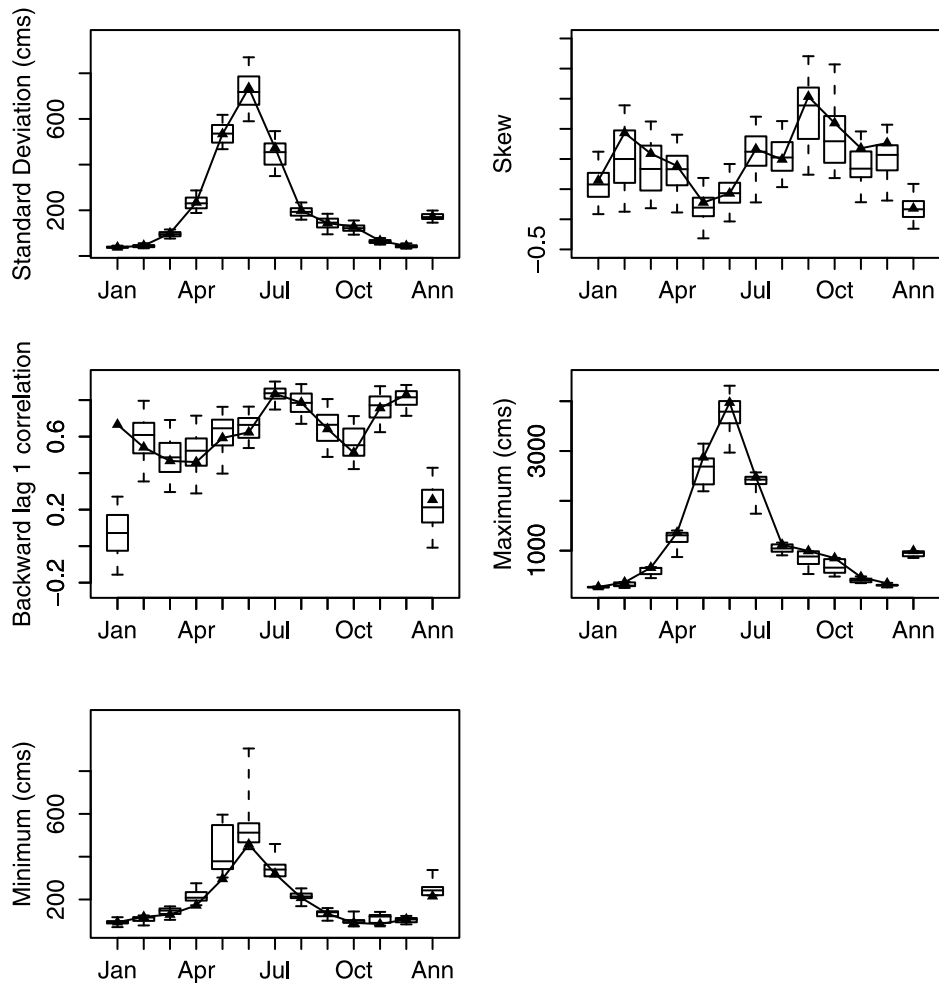 Standard Deviation (cms)
600
200
Jan Apr Jul Oct Ann
Skew
-0.5
Jan Apr Jul Oct Ann
Backward lag 1 correlation
0.6
0.2
-0.2
Jan Apr Jul Oct Ann
Maximum (cms)
3000
1000
Jan Apr Jul Oct Ann
Minimum (cms)
600
200
Jan Apr Jul Oct Ann